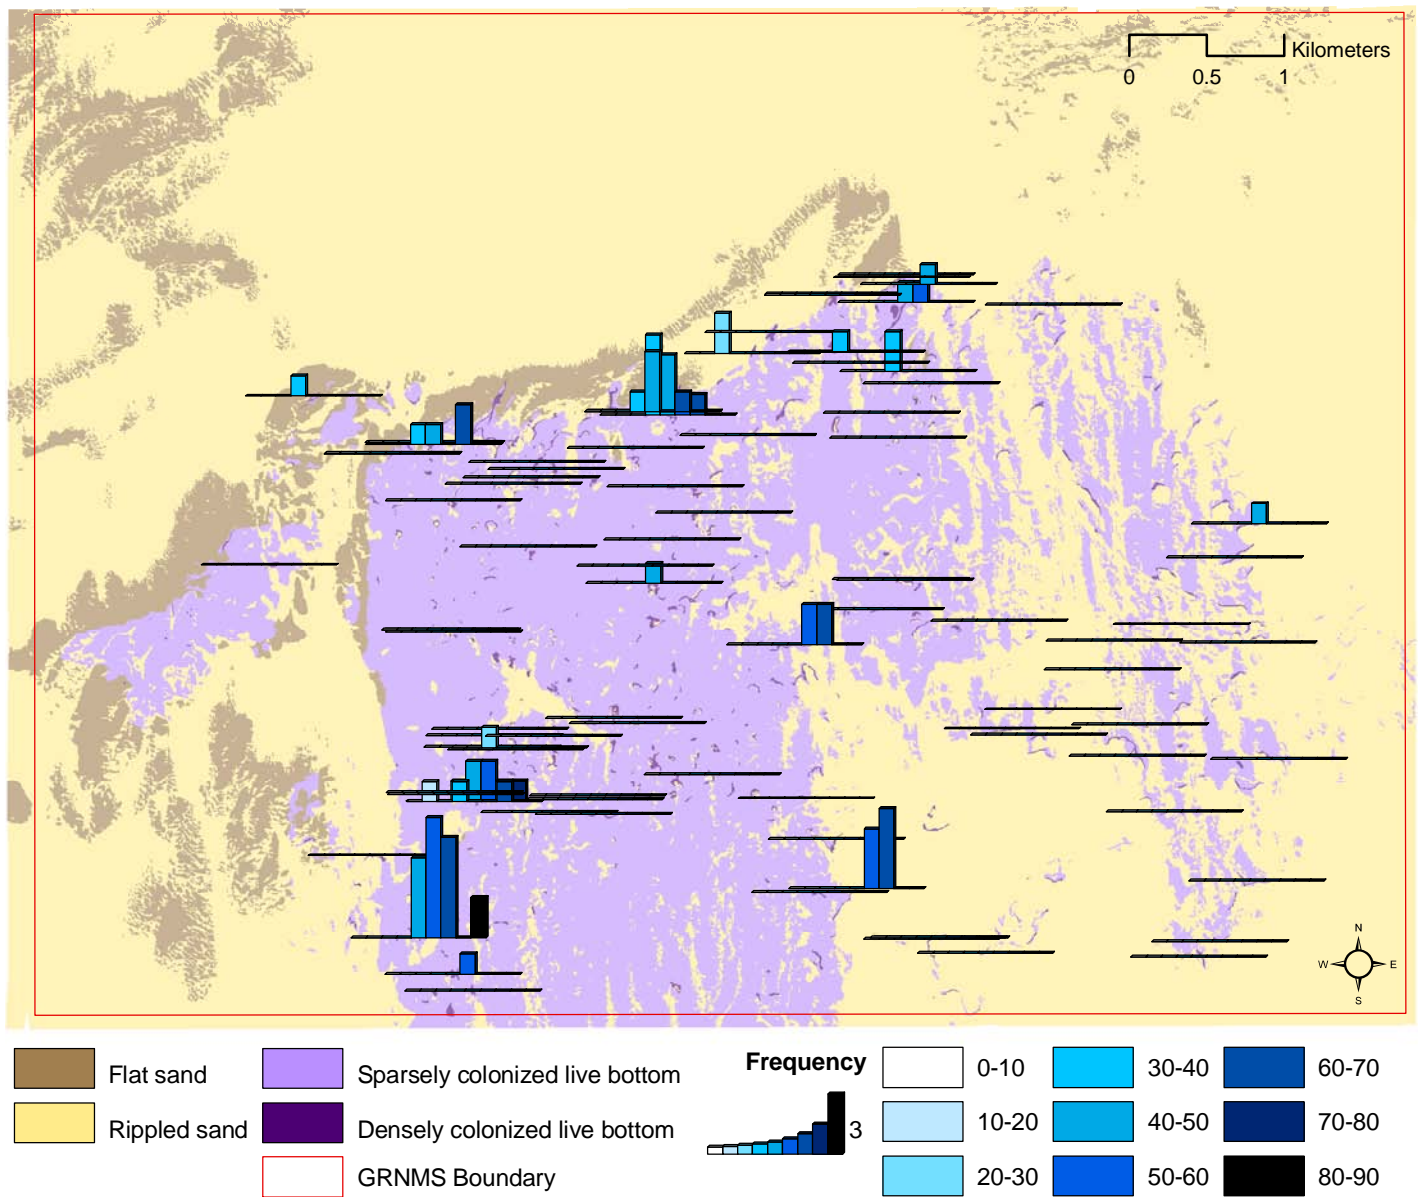 Kilometers
0 0.5 1
N
W E
S
Flat sand
Rippled sand
Sparsely colonized live bottom
Densely colonized live bottom
GRNMS Boundary
Frequency
3
0-10
10-20
20-30
30-40
40-50
50-60
60-70
70-80
80-90